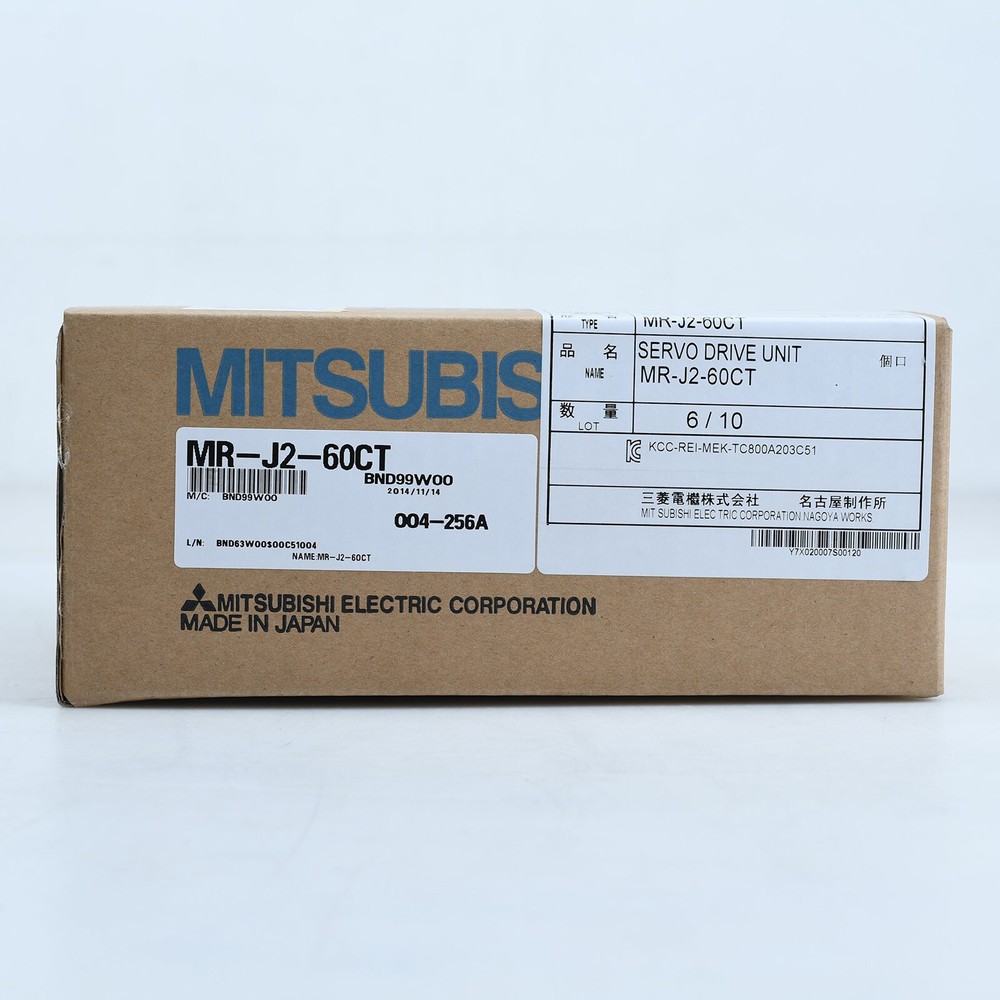 MITSUBIS
MR-J2-60CT
BND99W00
2014/11/14
M/C: BND99W00
004-256A
L/N: BND63W00S00C51004
NAME:MR-J2-60CT
MITSUBISHI ELECTRIC CORPORATION
MADE IN JAPAN
TYPE MR-J2-60CT
品 名 SERVO DRIVE UNIT 個口
NAME MR-J2-60CT
数 量
LOT 6 / 10
KCC-REI-MEK-TC800A203C51
三菱電機株式会社 名古屋制作所
MIT SUBISHI ELEC TRIC CORPORATION NAGOYA WORKS
Y7X020007S00120